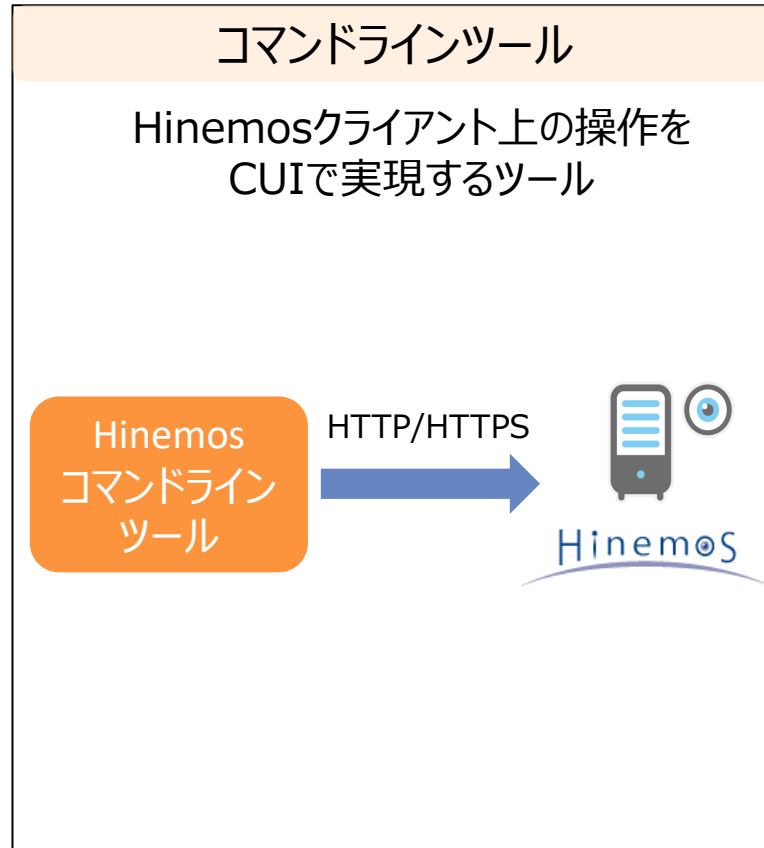 コマンドラインツール
Hinemosクライアント上の操作を
CUIで実現するツール
Hinemos
コマンドライン
ツール
HTTP/HTTPS
Hinemos